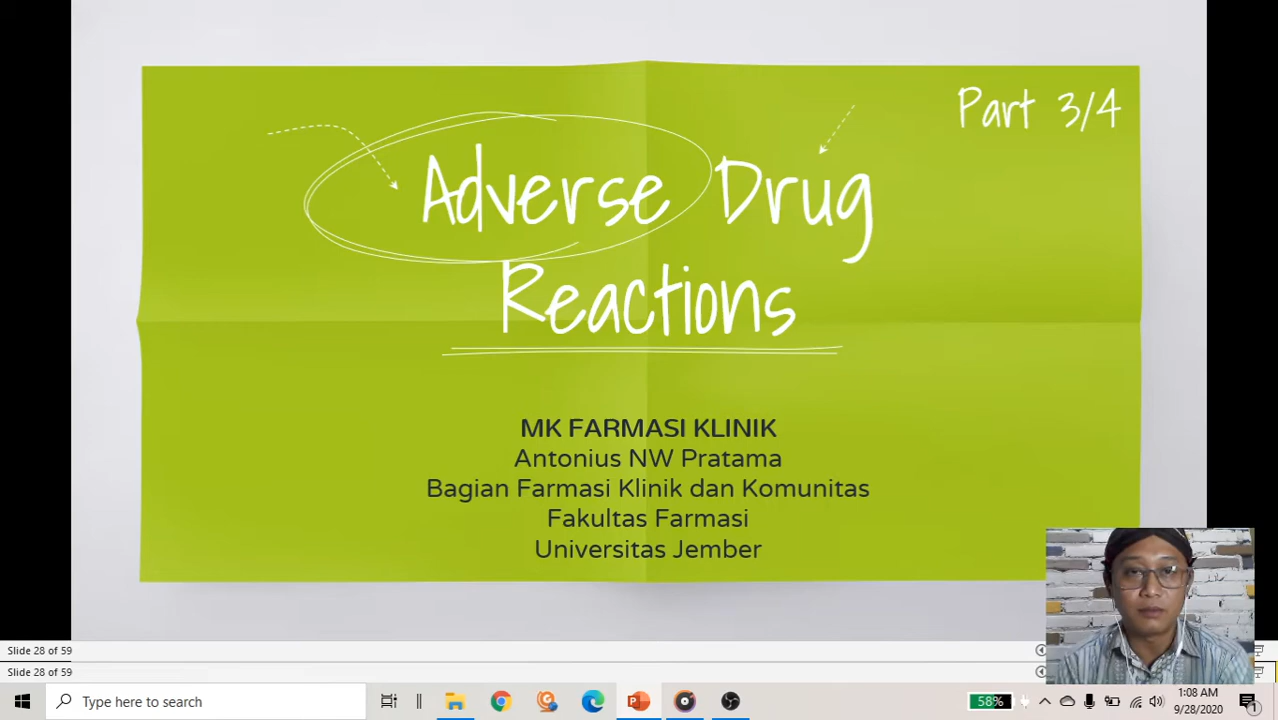 Part 3/4
Adverse Drug
Reactions
MK FARMASI KLINIK
Antonius NW Pratama
Bagian Farmasi Klinik dan Komunitas
Fakultas Farmasi
Universitas Jember
Slide 28 of 59
Slide 28 of 59
Type here to search
58%
1:08 AM
9/28/2020
1